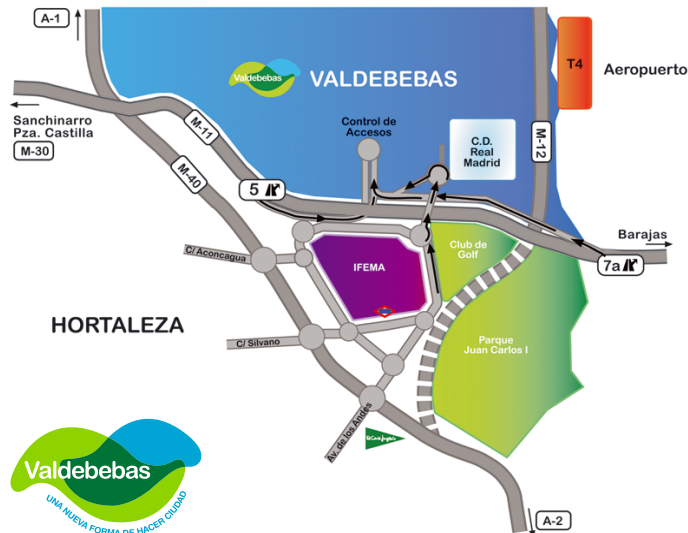 A-1
Valdebebas
VALDEBEBAS
T4
Aeropuerto
Sanchinarro
Pza. Castilla
M-30
M-11
Control de
Accesos
C.D.
Real
Madrid
M-12
M-40
5
Barajas
7a
C/ Aconcagua
IFEMA
Club de
Golf
HORTALEZA
C/ Silvano
Parque
Juan Carlos I
Av. de los Andes
El Corte Inglés
Valdebebas
UNA NUEVA FORMA DE HACER CIUDAD
A-2